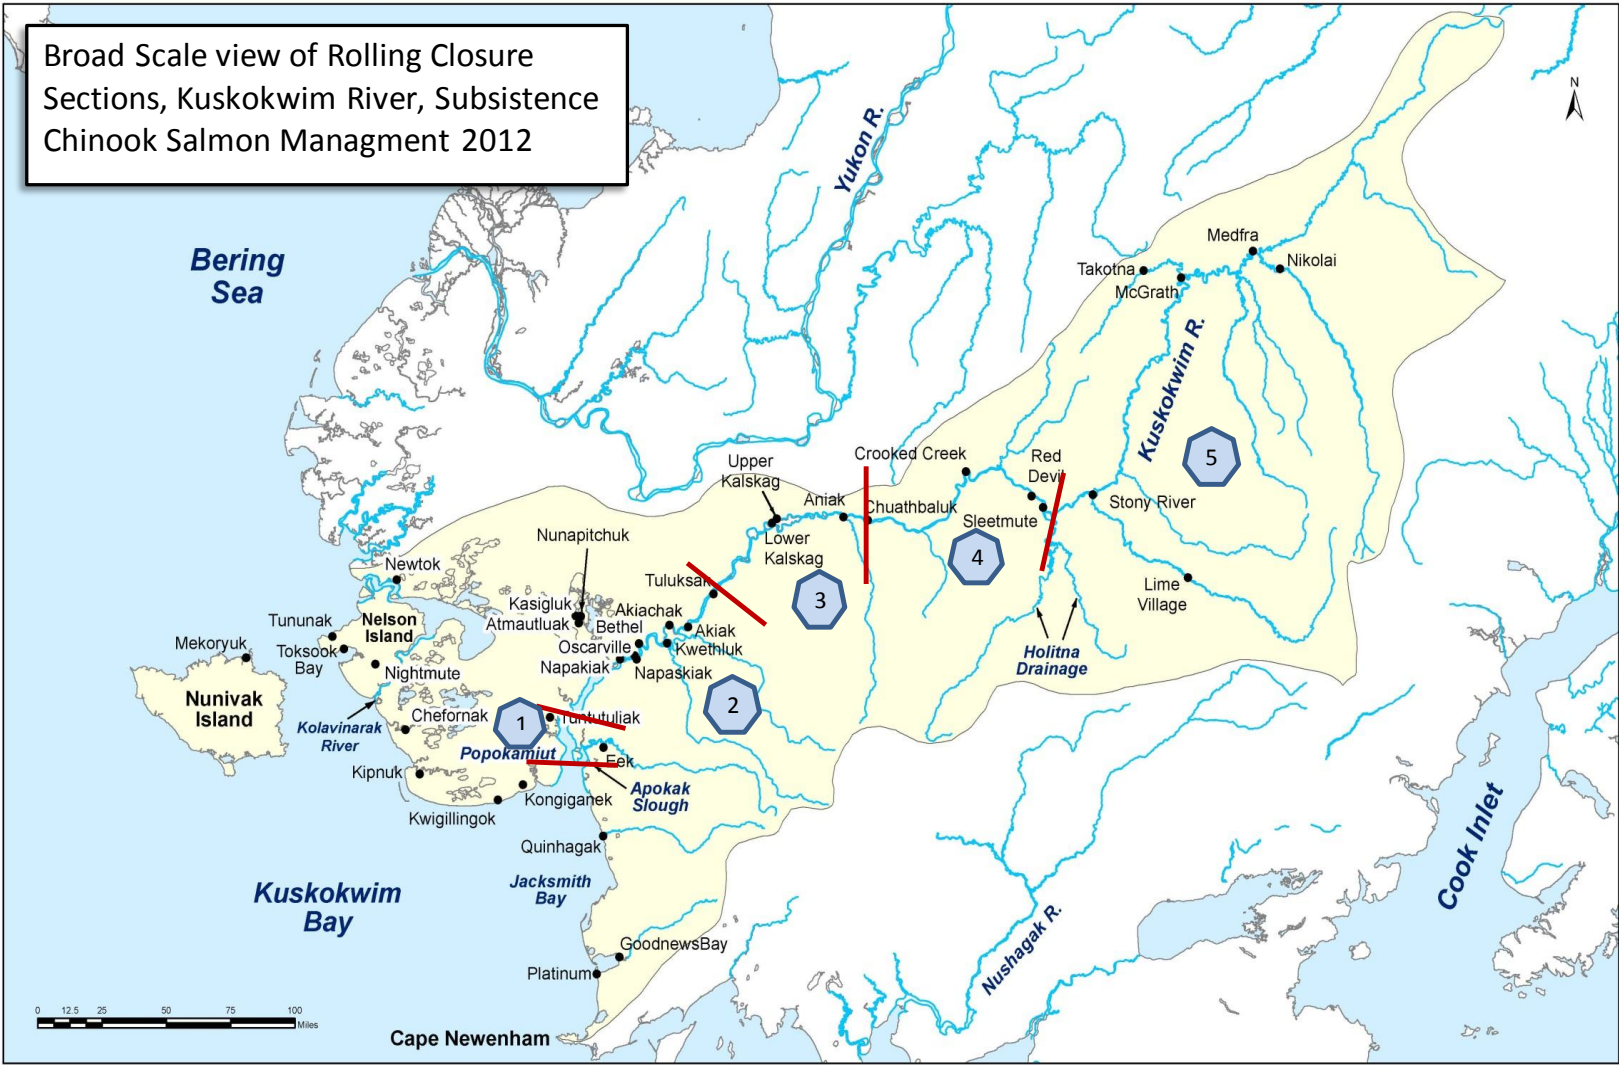 Broad Scale view of Rolling Closure
Sections, Kuskokwim River, Subsistence
Chinook Salmon Managment 2012
N
Yukon R.
Bering
Sea
Medfra
Nikolai
Takotna
McGrath
Kuskokwim R.
5
Crooked Creek
Red
Devil
Upper
Kalskag
Aniak
Chuathbaluk
Stony River
Sleetmute
Lower
Kalskag
4
Nunapitchuk
Newtok
Tuluksak
3
Lime
Village
Kasigluk
Atmautluak
Akiachak
Bethel
Akiak
Tununak
Nelson
Island
Oscarville
Kwethluk
Mekoryuk
Toksook
Bay
Napakiak
Napaskiak
Holitna
Drainage
Nightmute
Nunivak
Island
2
Chefornak
1
Tuntutuliak
Kolavinarak
River
Popokamiut
Eek
Kipnuk
Apokak
Slough
Kongiganek
Kwigillingok
Quinhagak
Cook Inlet
Kuskokwim
Bay
Jacksmith
Bay
GoodnewsBay
Nushagak R.
Platinum
0 12.5 25 50 75 100
Miles
Cape Newenham